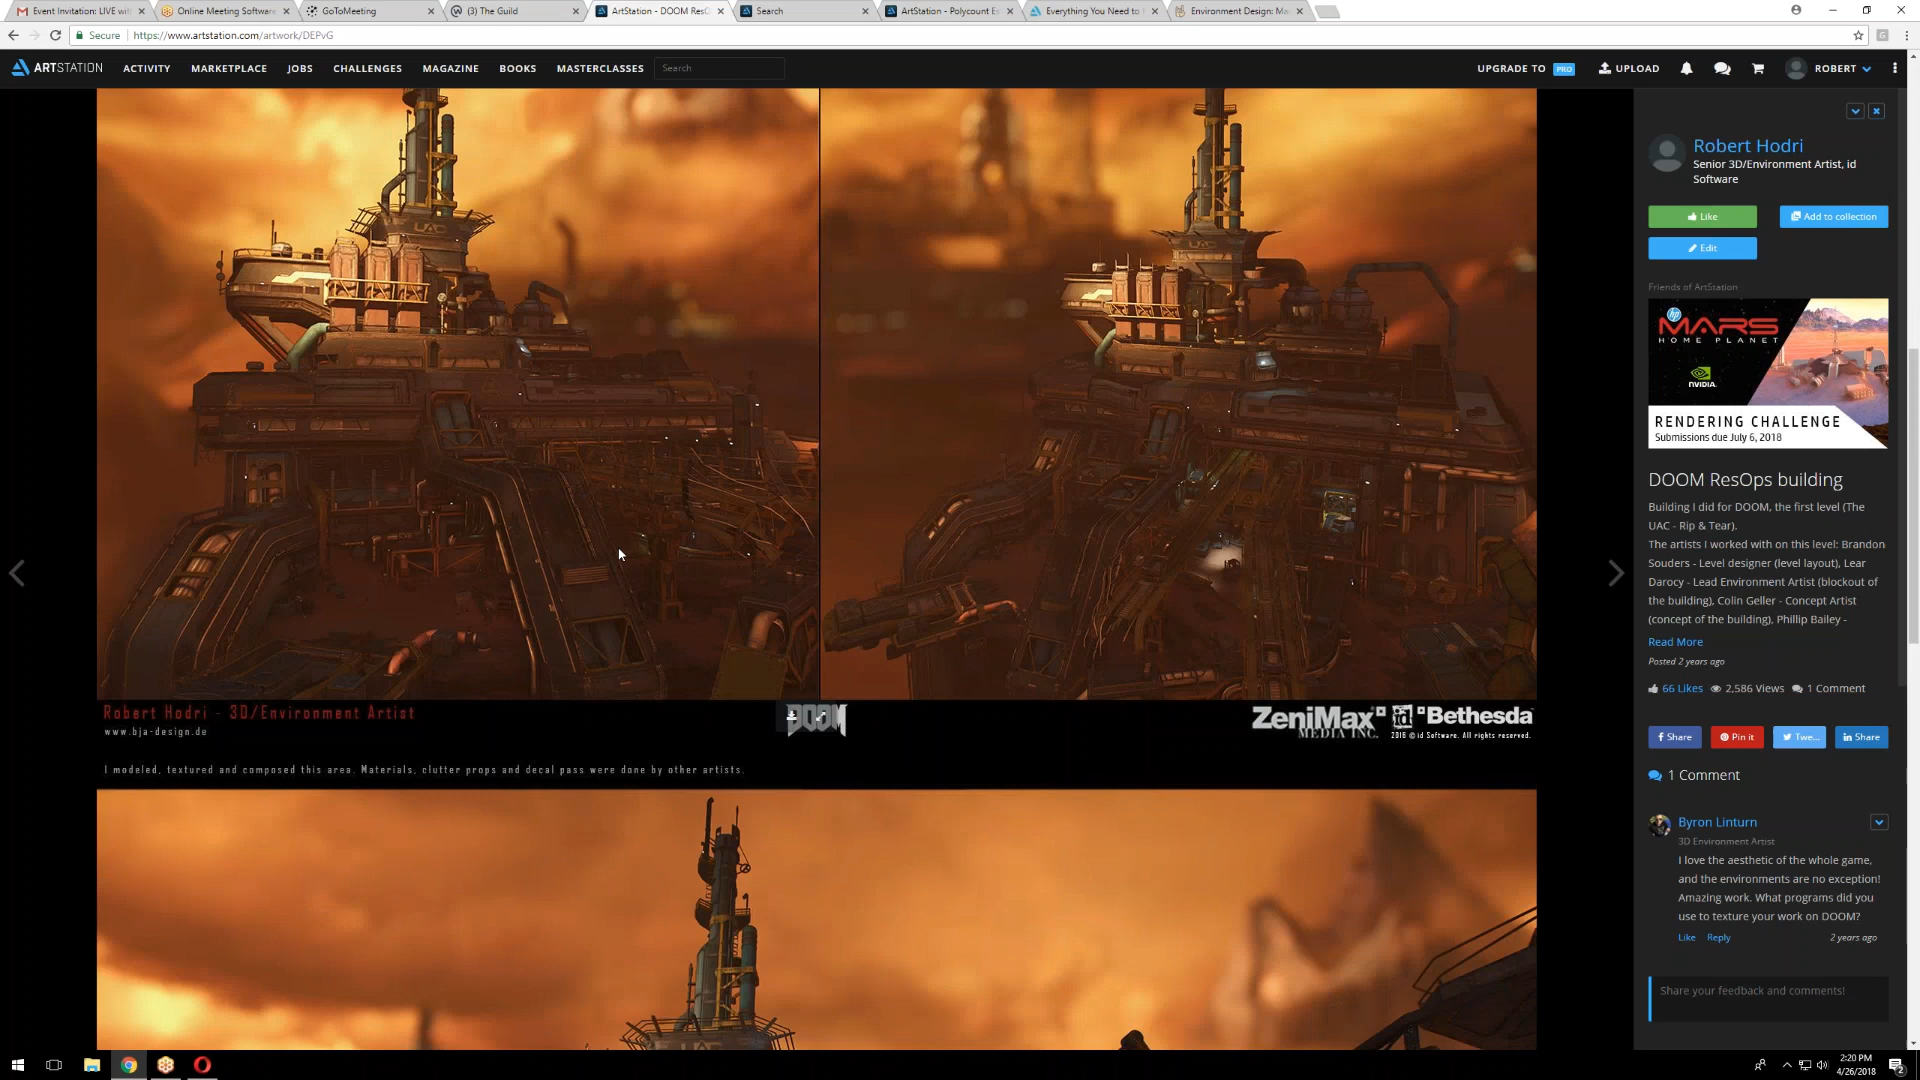 Event Invitation: LIVE wit
Online Meeting Software
GoToMeeting
(3) The Guild
ArtStation - DOOM ResO
Search
ArtStation - Polycount Es
Everything You Need to
Environment Design: Ma
Secure
https://www.artstation.com/artwork/DEPvG
ARTSTATION
ACTIVITY
MARKETPLACE
JOBS
CHALLENGES
MAGAZINE
BOOKS
MASTERCLASSES
Search
UPGRADE TO PRO
UPLOAD
ROBERT
UAC
UAC
Robert Hodri
Senior 3D/Environment Artist, id
Software
Like
Add to collection
Edit
Friends of ArtStation
hp
MARS
HOME PLANET
NVIDIA.
RENDERING CHALLENGE
Submissions due July 6, 2018
DOOM ResOps building
Building I did for DOOM, the first level (The
UAC - Rip & Tear).
The artists I worked with on this level: Brandon
Souders - Level designer (level layout), Lear
Darocy - Lead Environment Artist (blockout of
the building), Colin Geller - Concept Artist
(concept of the building), Phillip Bailey -
Read More
Posted 2 years ago
66 Likes
2,586 Views
1 Comment
Share
Pin it
Twe...
Share
1 Comment
Byron Linturn
3D Environment Artist
I love the aesthetic of the whole game,
and the environments are no exception!
Amazing work. What programs did you
use to texture your work on DOOM?
Like
Reply
2 years ago
Share your feedback and comments!
Robert Hodri - 3D/Environment Artist
www.bja-design.de
DOOM
ZeniMax
MEDIA INC.
id
Bethesda
2016 © id Software. All rights reserved.
I modeled, textured and composed this area. Materials, clutter props and decal pass were done by other artists.
2:20 PM
4/26/2018
2